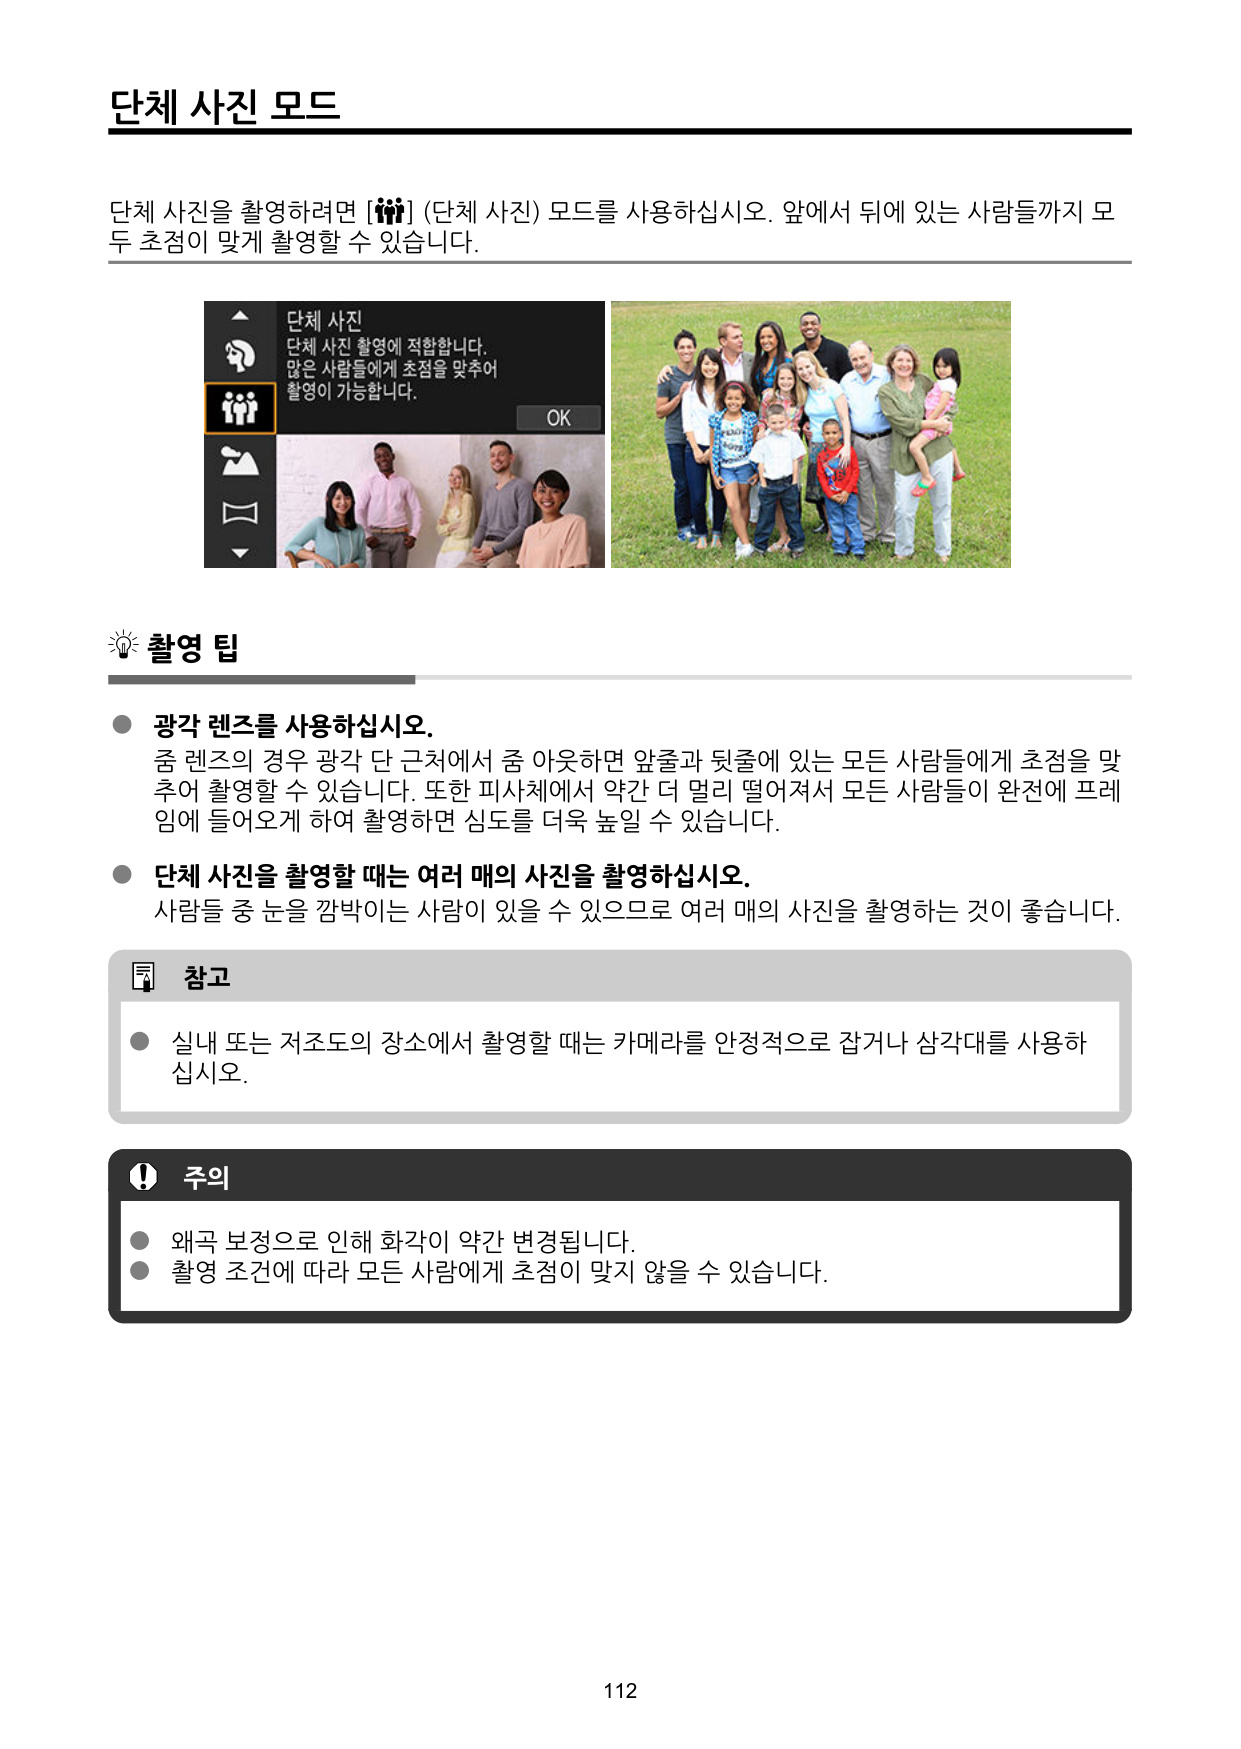 단체 사진 모드
단체 사진을 촬영하려면 [] (단체 사진) 모드를 사용하십시오. 앞에서 뒤에 있는 사람들까지 모
두 초점이 맞게 촬영할 수 있습니다.
단체 사진
단체 사진 촬영에 적합합니다.
많은 사람들에게 초점을 맞추어
촬영이 가능합니다.
OK
촬영 팁
● 광각 렌즈를 사용하십시오.
줌 렌즈의 경우 광각 단 근처에서 줌 아웃하면 앞줄과 뒷줄에 있는 모든 사람들에게 초점을 맞
추어 촬영할 수 있습니다. 또한 피사체에서 약간 더 멀리 떨어져서 모든 사람들이 완전에 프레
임에 들어오게 하여 촬영하면 심도를 더욱 높일 수 있습니다.
● 단체 사진을 촬영할 때는 여러 매의 사진을 촬영하십시오.
사람들 중 눈을 깜박이는 사람이 있을 수 있으므로 여러 매의 사진을 촬영하는 것이 좋습니다.
참고
● 실내 또는 저조도의 장소에서 촬영할 때는 카메라를 안정적으로 잡거나 삼각대를 사용하
십시오.
주의
● 왜곡 보정으로 인해 화각이 약간 변경됩니다.
● 촬영 조건에 따라 모든 사람에게 초점이 맞지 않을 수 있습니다.
112